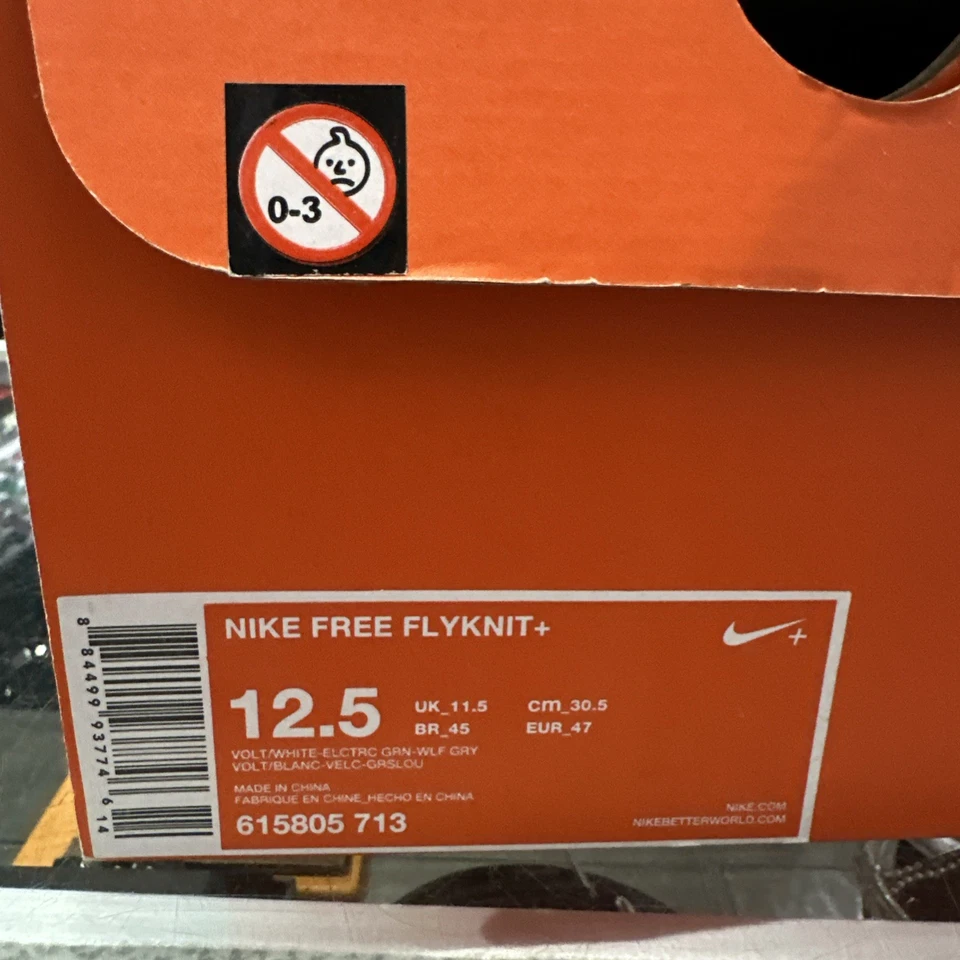 0-3
NIKE FREE FLYKNIT+
+
12.5
UK_11.5 cm_30.5
BR_45 EUR_47
VOLT/WHITE-ELCTRC GRN-WLF GRY
VOLT/BLANC-VELC-GRSLOU
MADE IN CHINA
FABRIQUE EN CHINE_HECHO EN CHINA
615805 713
NIKE.COM
NIKEBETTERWORLD.COM
8 84499 93774 6 14